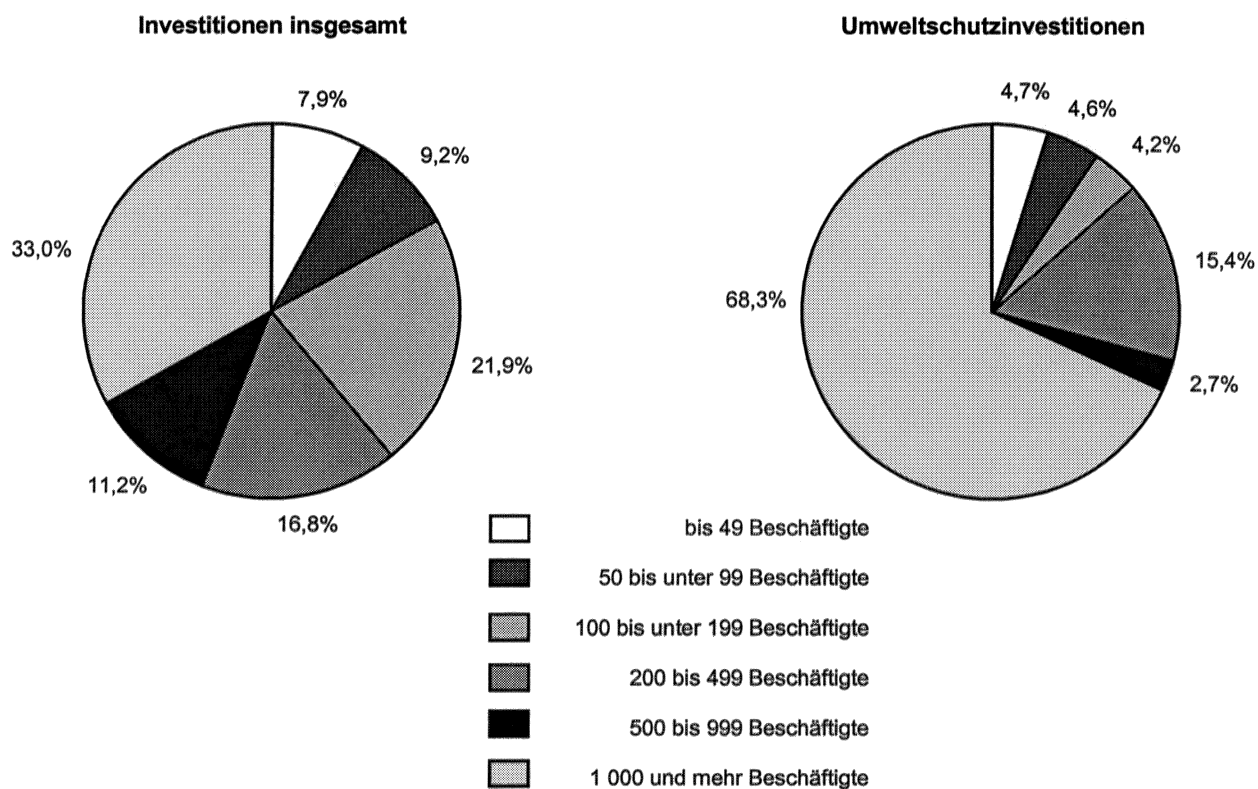 Investitionen insgesamt
7,9%
9,2%
21,9%
16,8%
11,2%
33,0%
Umweltschutzinvestitionen
4,7%
4,6%
4,2%
15,4%
2,7%
68,3%
bis 49 Beschäftigte
50 bis unter 99 Beschäftigte
100 bis unter 199 Beschäftigte
200 bis 499 Beschäftigte
500 bis 999 Beschäftigte
1 000 und mehr Beschäftigte